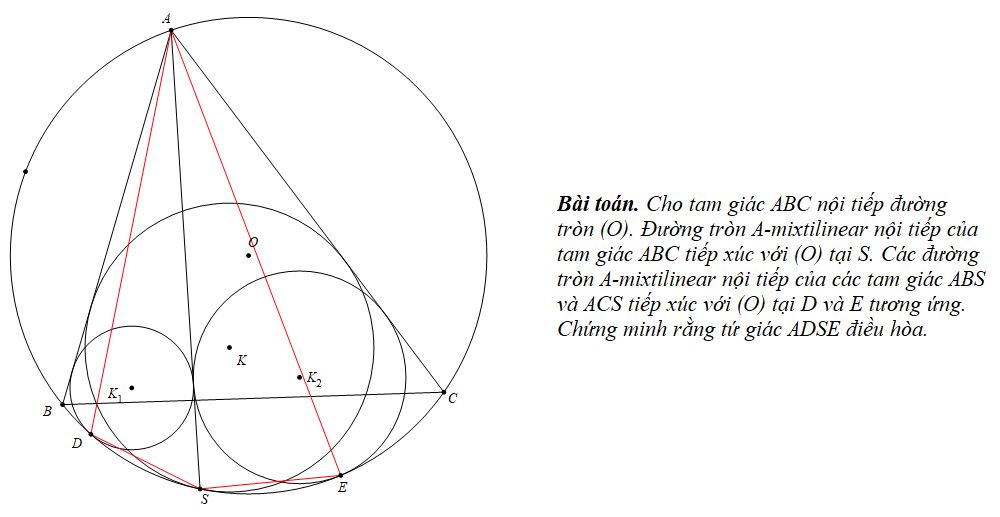 A
O
K
K1
K2
B
C
D
E
S
Bài toán. Cho tam giác ABC nội tiếp đường
tròn (O). Đường tròn A-mixtilinear nội tiếp của
tam giác ABC tiếp xúc với (O) tại S. Các đường
tròn A-mixtilinear nội tiếp của các tam giác ABS
và ACS tiếp xúc với (O) tại D và E tương ứng.
Chứng minh rằng tứ giác ADSE điều hòa.